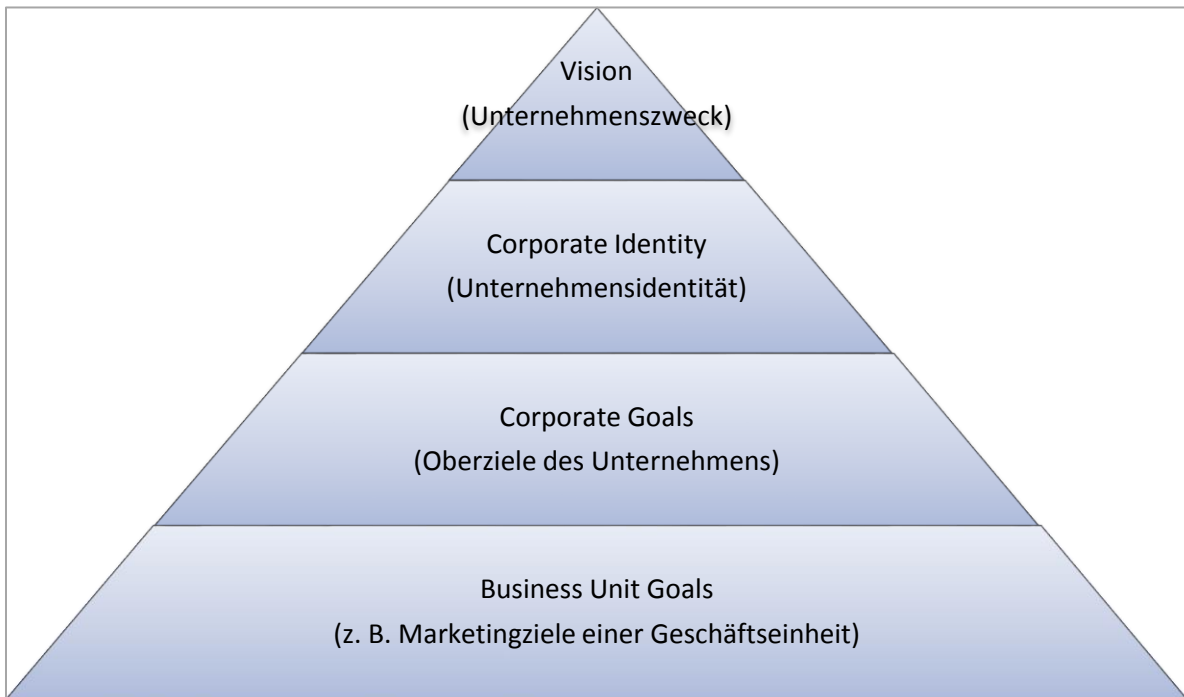 Vision
(Unternehmenszweck)
Corporate Identity
(Unternehmensidentität)
Corporate Goals
(Oberziele des Unternehmens)
Business Unit Goals
(z. B. Marketingziele einer Geschäftseinheit)